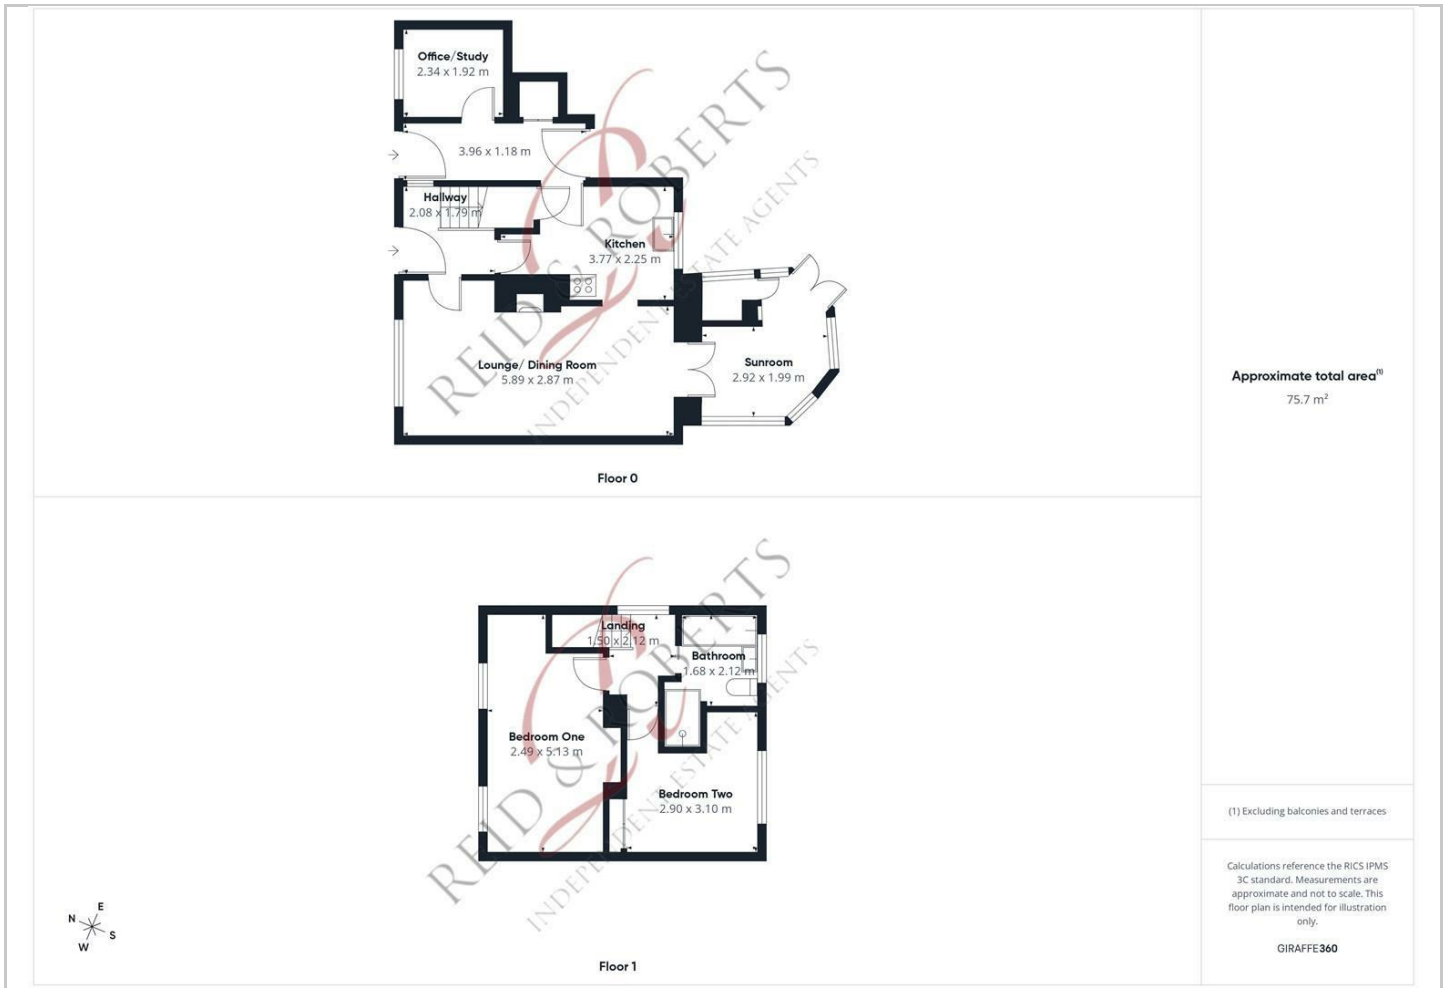 Office/Study
2.34 x 1.92 m
3.96 x 1.18 m
Hallway
2.08 x 1.79 m
Kitchen
3.77 x 2.25 m
Lounge/ Dining Room
5.89 x 2.87 m
Sunroom
2.92 x 1.99 m
REID & ROBERTS
INDEPENDENT ESTATE AGENTS
Floor 0
Approximate total area(1)
75.7 m²
Landing
1.50 x 2.12 m
Bathroom
1.68 x 2.12 m
Bedroom One
2.49 x 5.13 m
Bedroom Two
2.90 x 3.10 m
REID & ROBERTS
INDEPENDENT ESTATE AGENTS
(1) Excluding balconies and terraces
Calculations reference the RICS IPMS
3C standard. Measurements are
approximate and not to scale. This
floor plan is intended for illustration
only.
GIRAFFE360
E
N
S
W
Floor 1